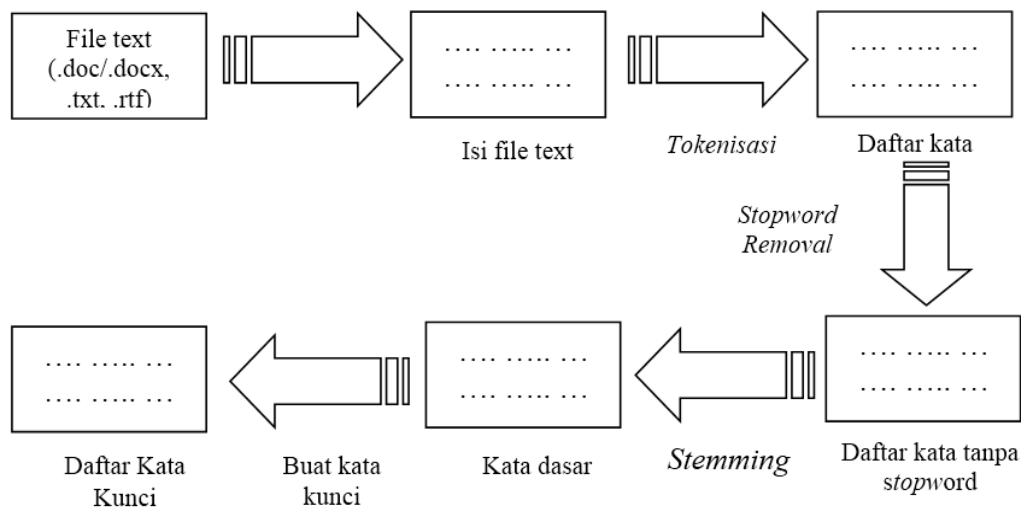 File text
(.doc/.docx,
.txt, .rtf)
.... ..... ...
.... ..... ...
Isi file text
Tokenisasi
.... ..... ...
.... ..... ...
Daftar kata
Stopword
Removal
.... ..... ...
.... ..... ...
Daftar kata tanpa
stopword
Stemming
.... ..... ...
.... ..... ...
Kata dasar
Buat kata
kunci
.... ..... ...
.... ..... ...
Daftar Kata
Kunci